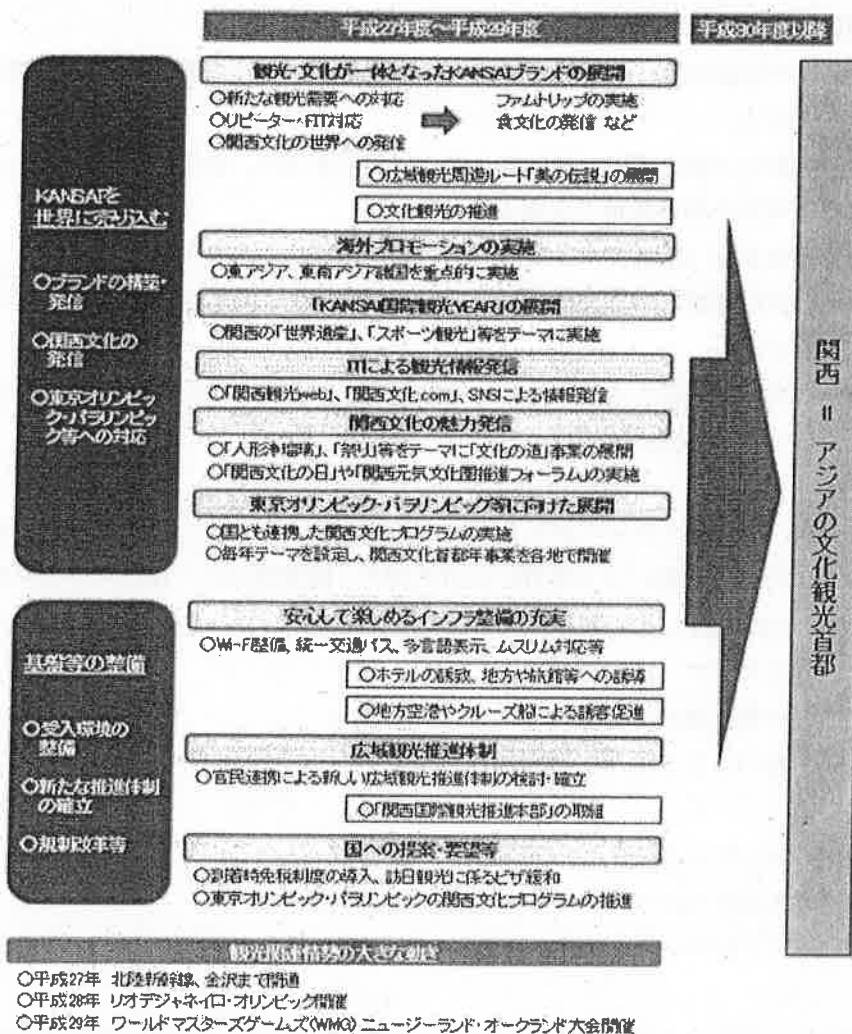 平成27年度～平成29年度
平成30年度以降
KANSAIを
世界に売り込む
○ブランドの構築・
発信
○関西文化の
発信
○東京オリンピッ
ク・パラリンピッ
ク等への対応
観光・文化が一体となったKANSAIブランドの展開
○新たな観光需要への対応
○リピーター・FIT対応
○関西文化の世界への発信
ファムトリップの実施
食文化の発信 など
○広域観光周遊ルート「美の伝説」の展開
○文化観光の推進
海外プロモーションの実施
○東アジア、東南アジア諸国を重点的に実施
「KANSAI国際観光YEAR」の展開
○関西の「世界遺産」、「スポーツ観光」等をテーマに実施
ITによる観光情報発信
○「関西観光web」、「関西文化.com」、SNSによる情報発信
関西文化の魅力発信
○「人形浄瑠璃」、「祭り」等をテーマに「文化の道」事業の展開
○「関西文化の日」や「関西元気文化圏推進フォーラム」の実施
東京オリンピック・パラリンピック等に向けた展開
○国とも連携した関西文化プログラムの実施
○毎年テーマを設定し、関西文化首都年事業を各地で開催
基盤等の整備
○受入環境の
整備
○新たな推進体制
の確立
○規制改革等
安心して楽しめるインフラ整備の充実
○Wi-Fi整備、統一交通パス、多言語表示、ムスリム対応等
○ホテルの誘致、地方や旅館等への誘導
○地方空港やクルーズ船による誘客促進
広域観光推進体制
○官民連携による新しい広域観光推進体制の検討・確立
○「関西国際観光推進本部」の取組
国への提案・要望等
○到着時免税制度の導入、訪日観光に係るビザ緩和
○東京オリンピック・パラリンピックの関西文化プログラムの推進
関西＝アジアの文化観光首都
観光関連情勢の大きな動き
○平成27年 北陸新幹線、金沢まで開通
○平成28年 リオデジャネイロ・オリンピック開催
○平成29年 ワールドマスターズゲームズ(WMG) ニュージーランド・オークランド大会開催